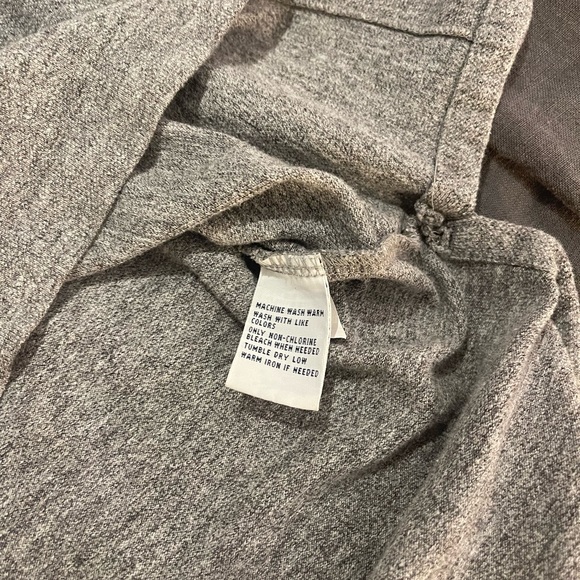 MACHINE WASH WARM
WASH WITH LIKE
COLORS
ONLY NON-CHLORINE
BLEACH WHEN NEEDED
TUMBLE DRY LOW
WARM IRON IF NEEDED